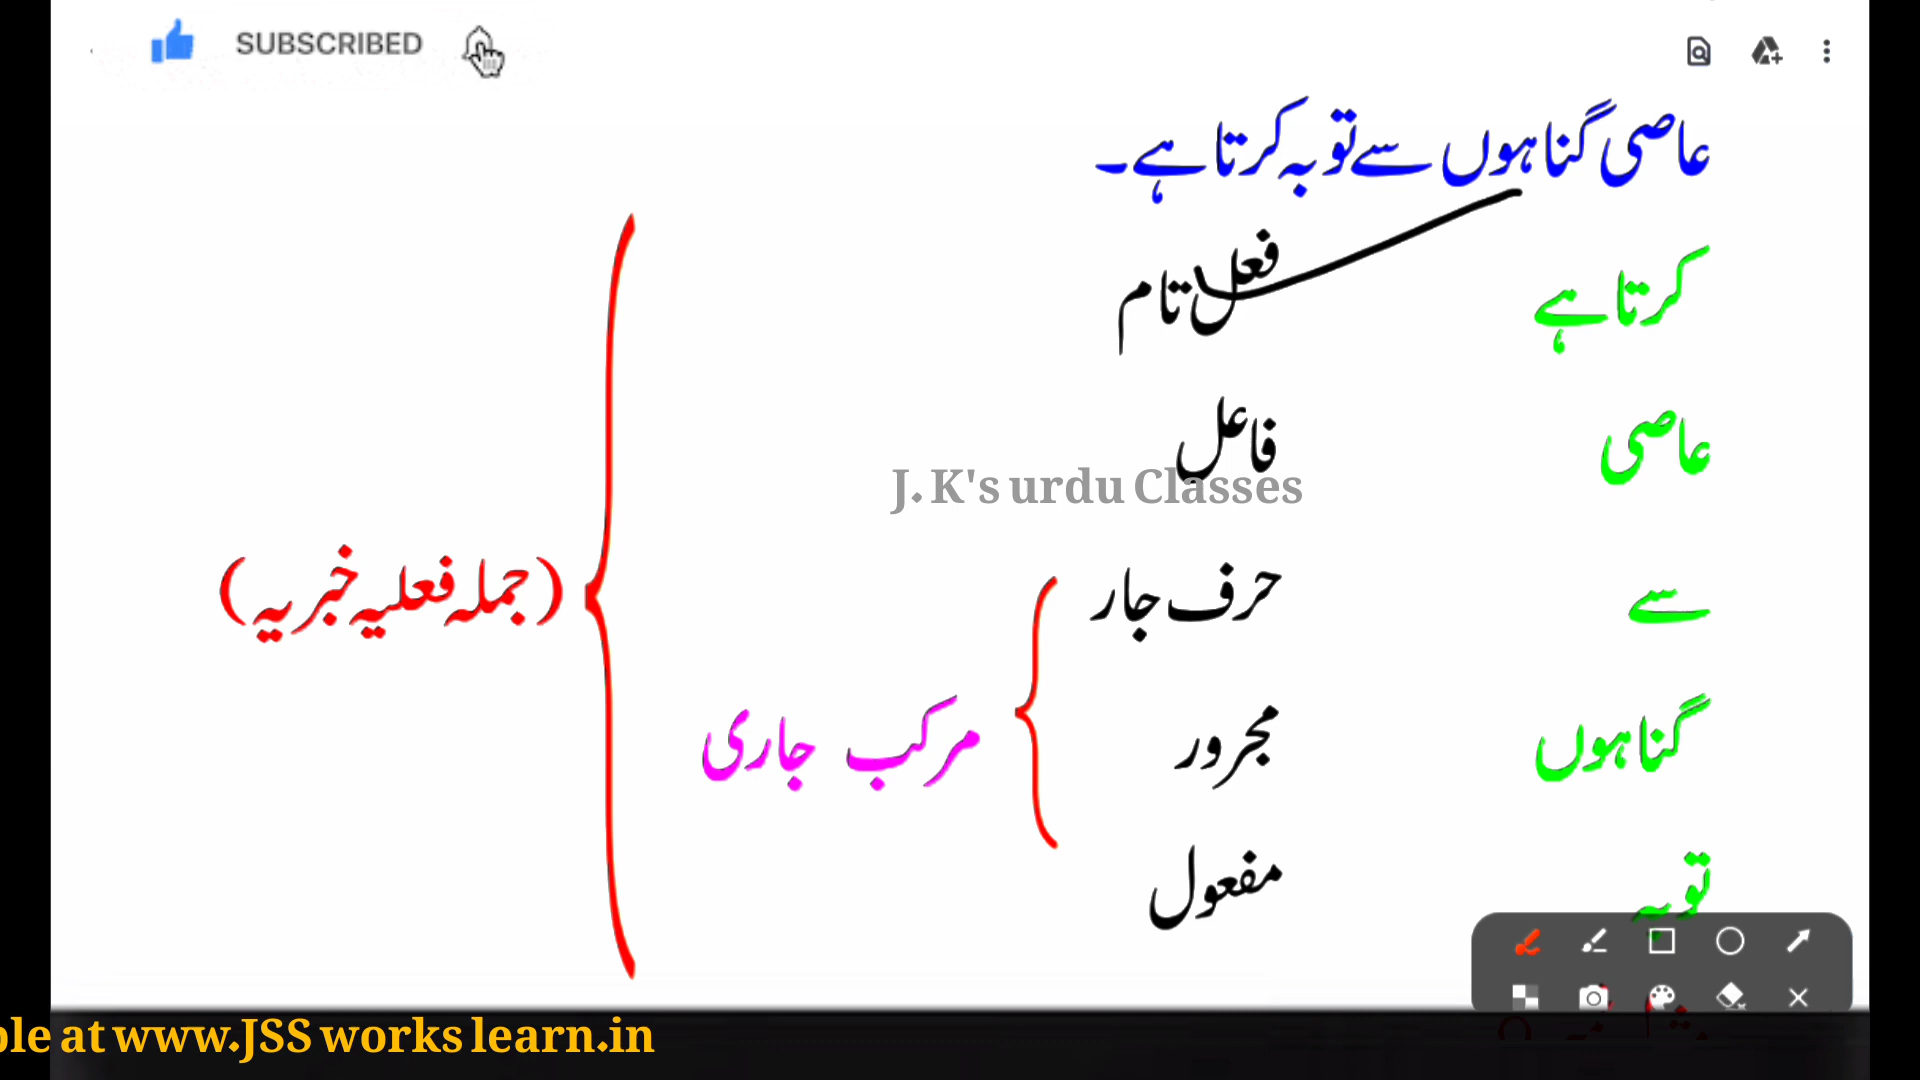 SUBSCRIBED
عاصی گناہوں سے توبہ کرتا ہے۔
کرتا ہے فعل تام
عاصی فاعل
J. K's urdu Classes
سے حرف جار
(جملہ فعلیہ خبریہ)
گناہوں مجرور
مرکب جاری
توبہ مفعول
ple at www.JSS works learn.in